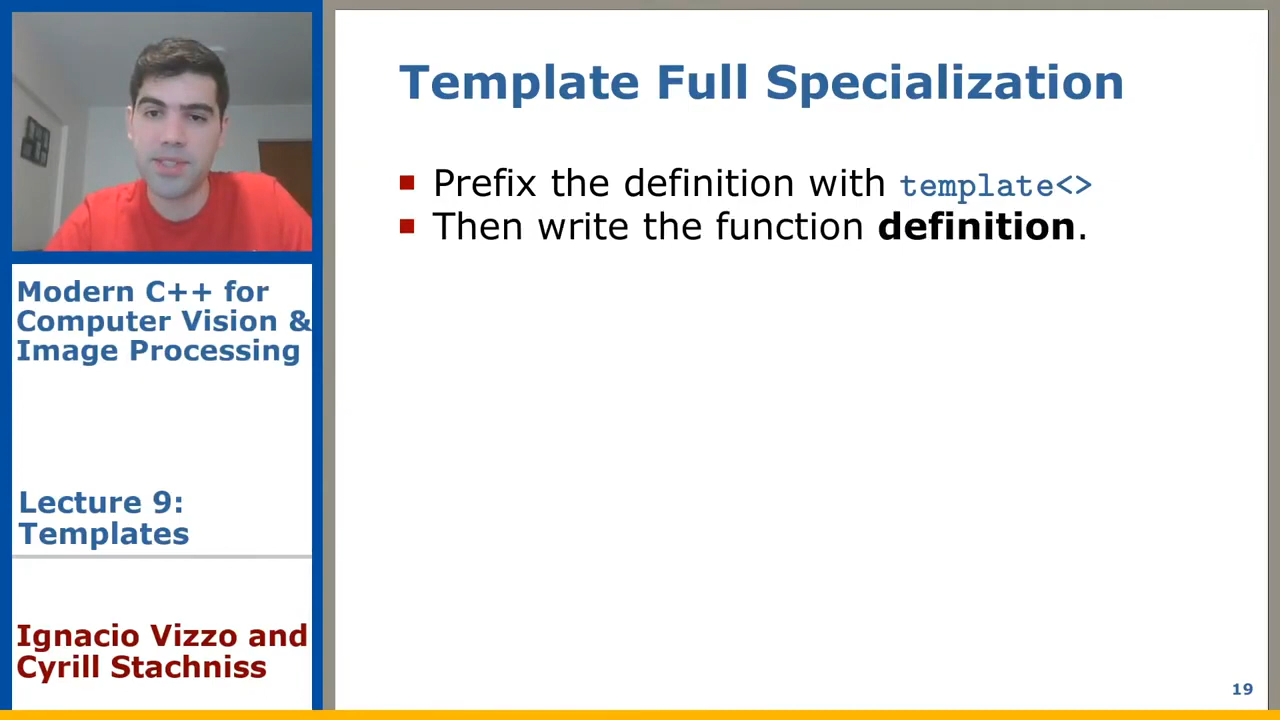 Template Full Specialization
Prefix the definition with template<>
Then write the function definition.
Modern C++ for
Computer Vision &
Image Processing
Lecture 9:
Templates
Ignacio Vizzo and
Cyrill Stachniss
19